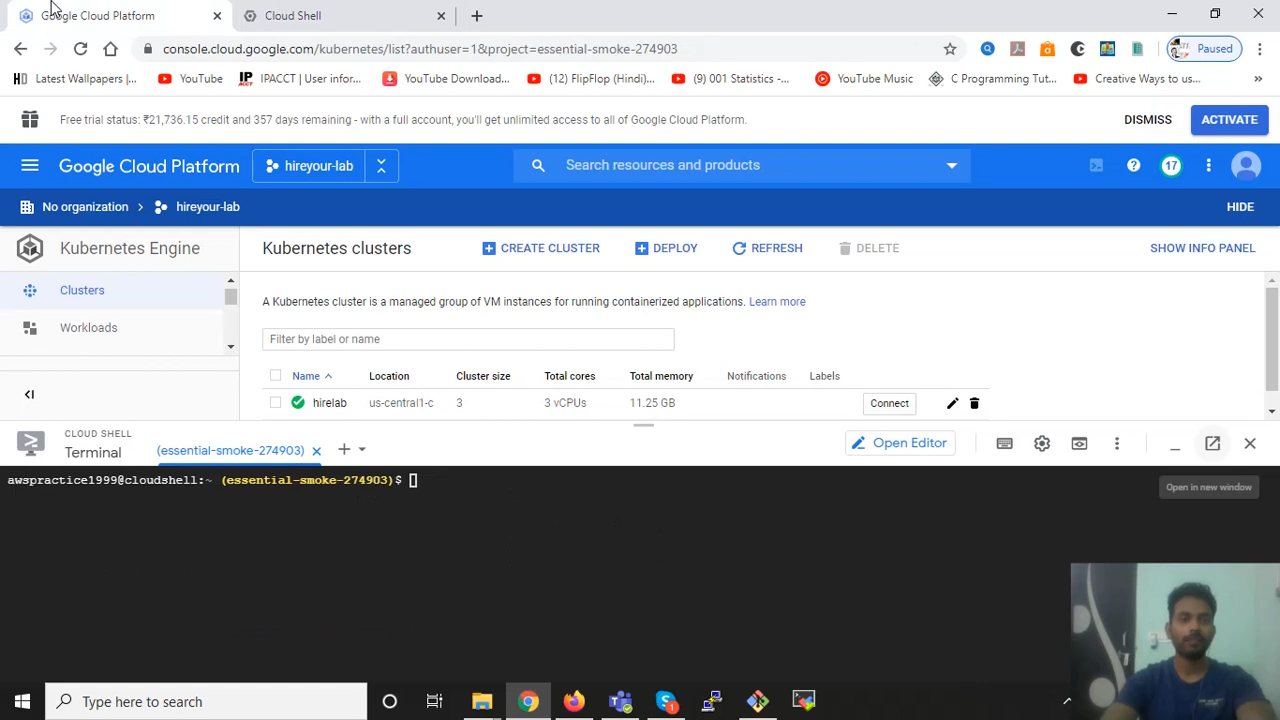 Google Cloud Platform
Cloud Shell
console.cloud.google.com/kubernetes/list?authuser=1&project=essential-smoke-274903
Paused
Latest Wallpapers |...
YouTube
IPACCT | User infor...
YouTube Download...
(12) FlipFlop (Hindi)...
(9) 001 Statistics -...
YouTube Music
C Programming Tut...
Creative Ways to us...
Free trial status: ₹21,736.15 credit and 357 days remaining - with a full account, you'll get unlimited access to all of Google Cloud Platform.
DISMISS
ACTIVATE
Google Cloud Platform
hireyour-lab
Search resources and products
17
No organization
hireyour-lab
HIDE
Kubernetes Engine
Kubernetes clusters
CREATE CLUSTER
DEPLOY
REFRESH
DELETE
SHOW INFO PANEL
Clusters
Workloads
A Kubernetes cluster is a managed group of VM instances for running containerized applications. Learn more
Filter by label or name
Name
Location
Cluster size
Total cores
Total memory
Notifications
Labels
hirelab
us-central1-c
3
3 vCPUs
11.25 GB
Connect
CLOUD SHELL
Terminal
(essential-smoke-274903)
Open Editor
awspractice1999@cloudshell:~ (essential-smoke-274903)$
Open in new window
Type here to search